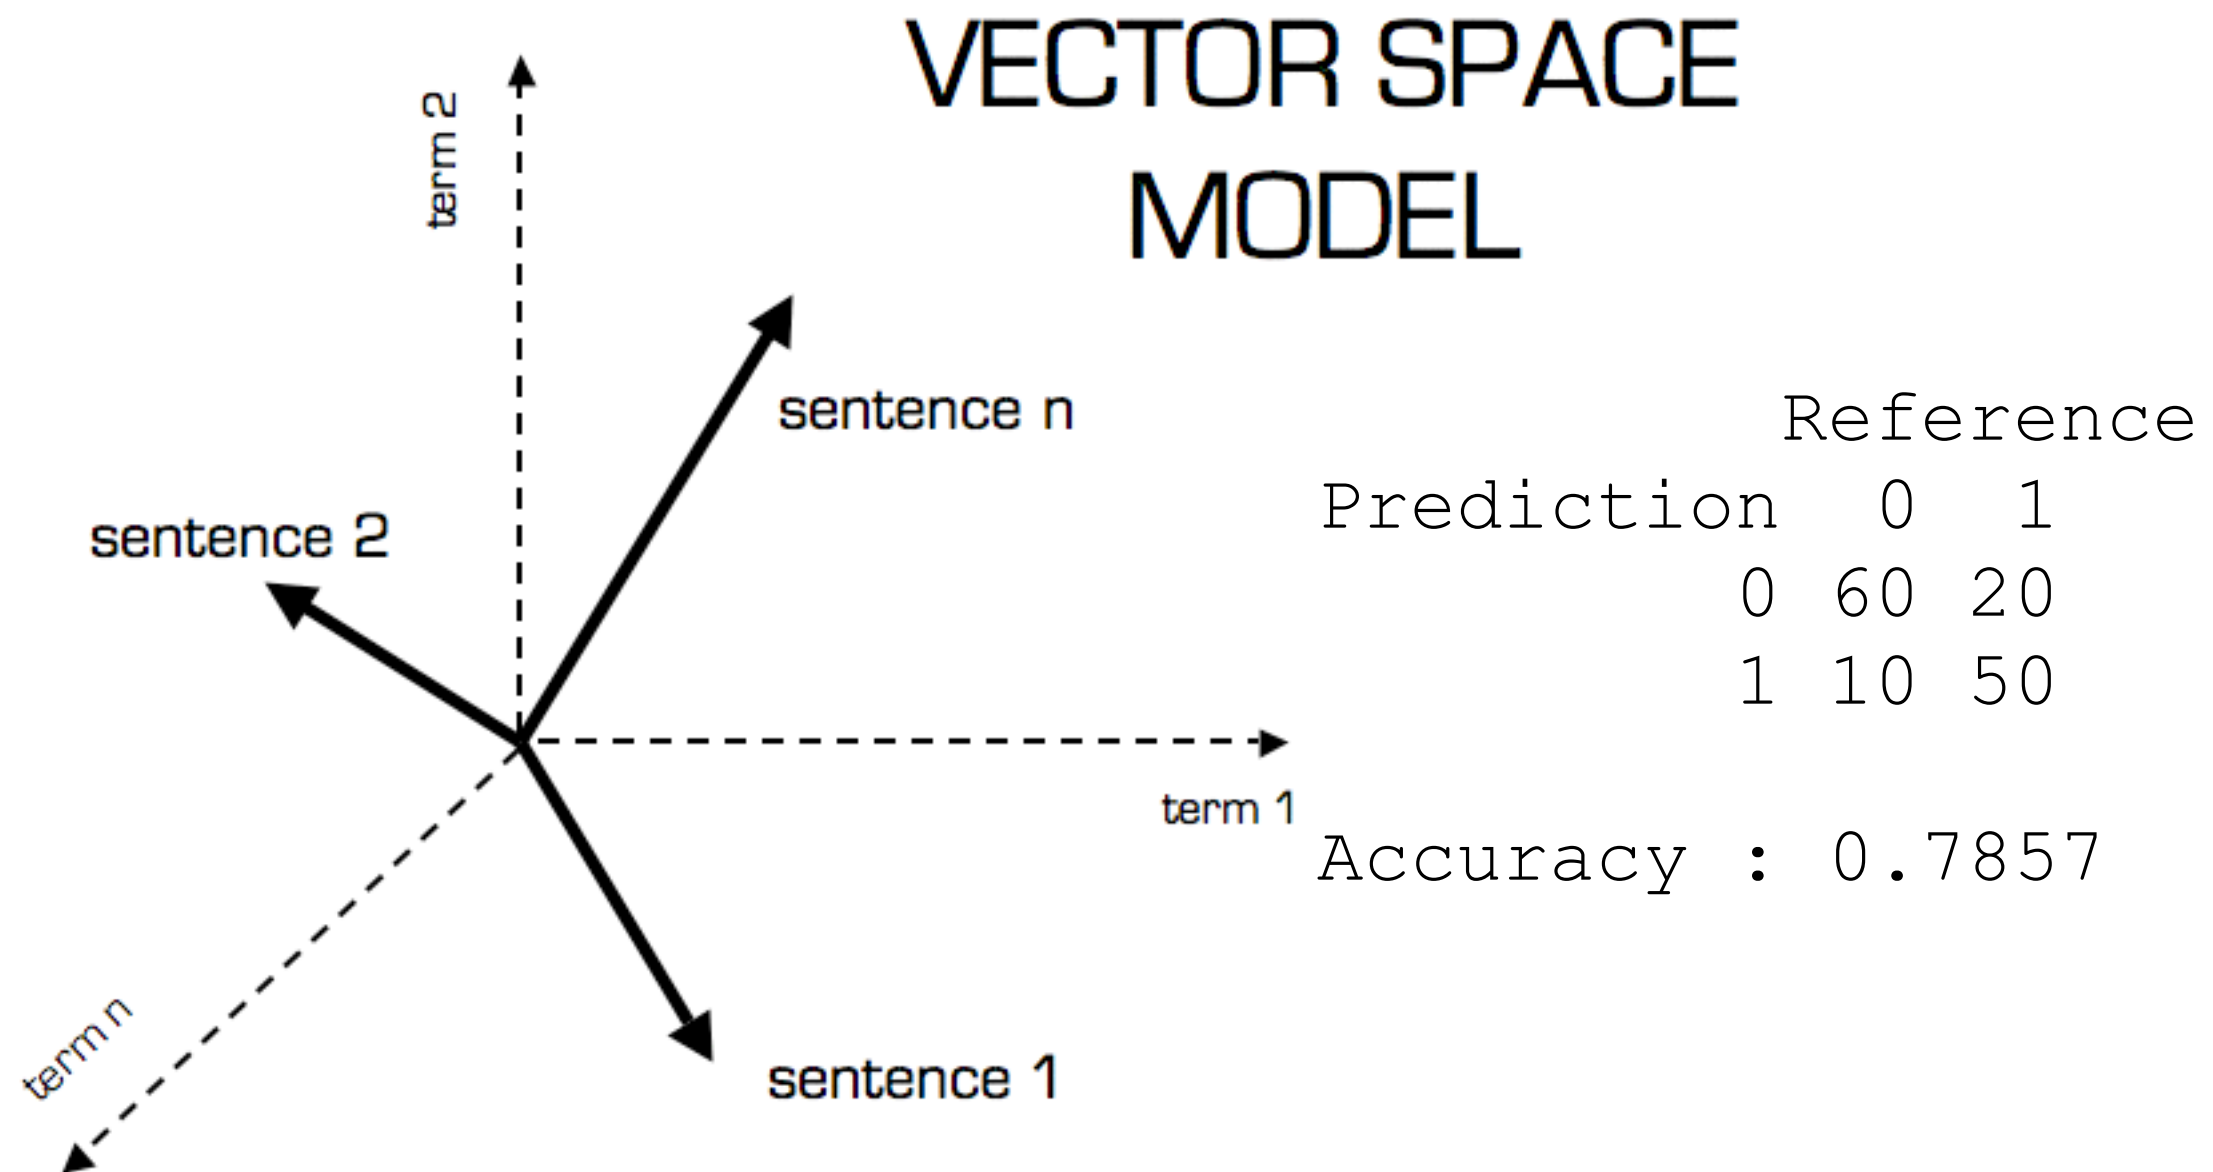 VECTOR SPACE
MODEL
term 2
sentence n
sentence 2
term 1
term n
sentence 1
Reference
Prediction 0 1
0 60 20
1 10 50
Accuracy : 0.7857